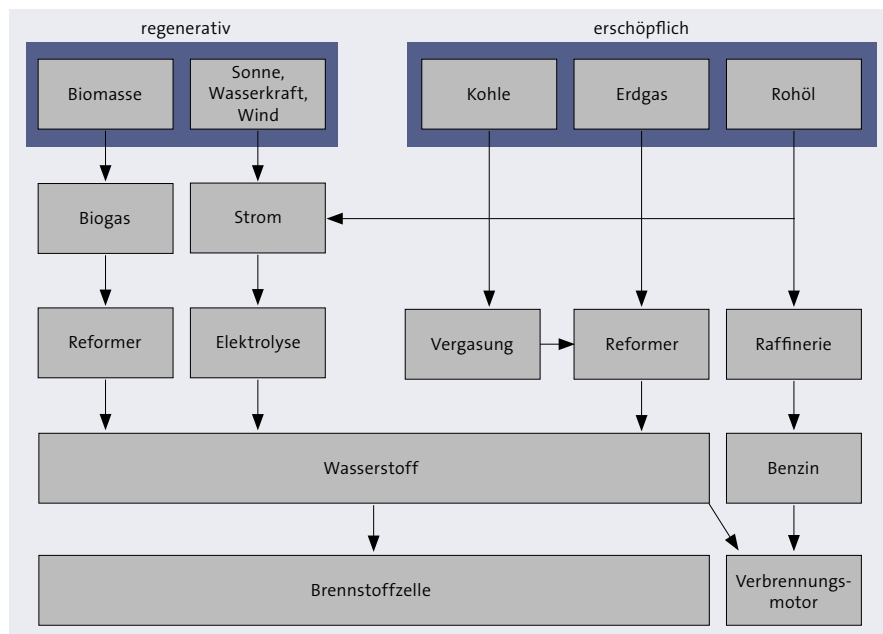 regenerativ
erschöpflich
Biomasse
Sonne,
Wasserkraft,
Wind
Kohle
Erdgas
Rohöl
Biogas
Strom
Reformer
Elektrolyse
Vergasung
Reformer
Raffinerie
Wasserstoff
Benzin
Brennstoffzelle
Verbrennungs-
motor